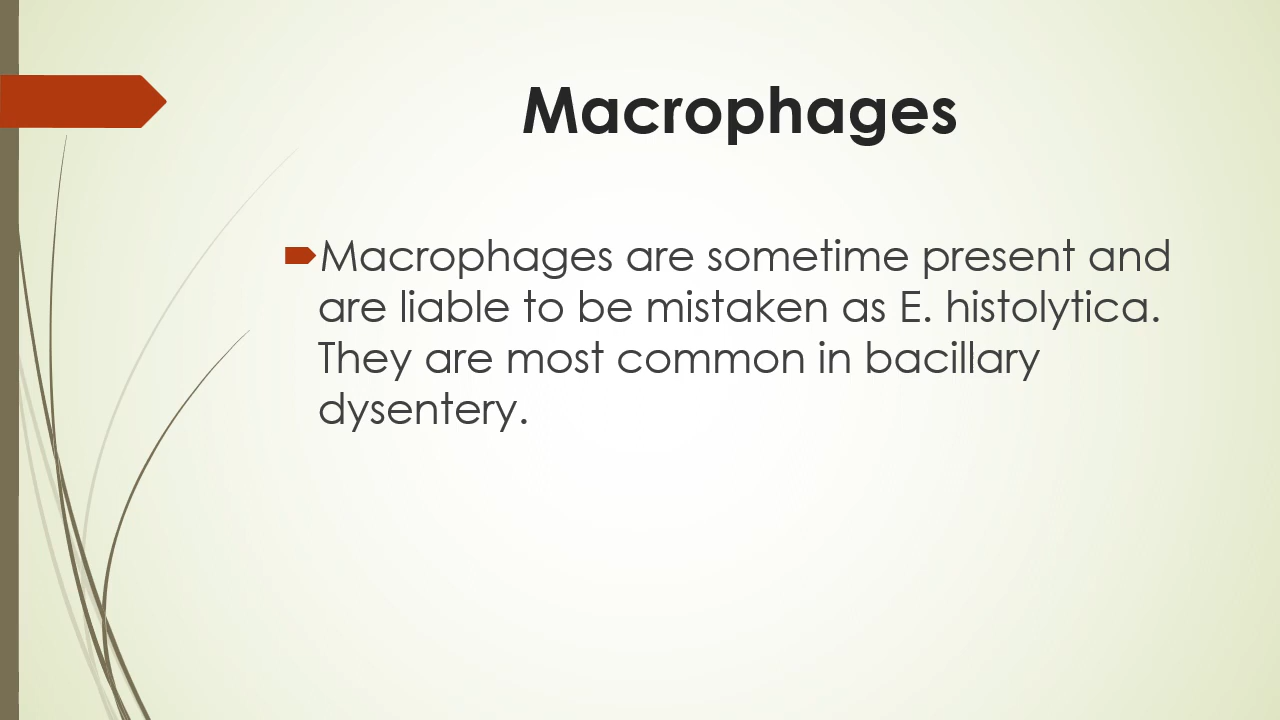 Macrophages
Macrophages are sometime present and
are liable to be mistaken as E. histolytica.
They are most common in bacillary
dysentery.